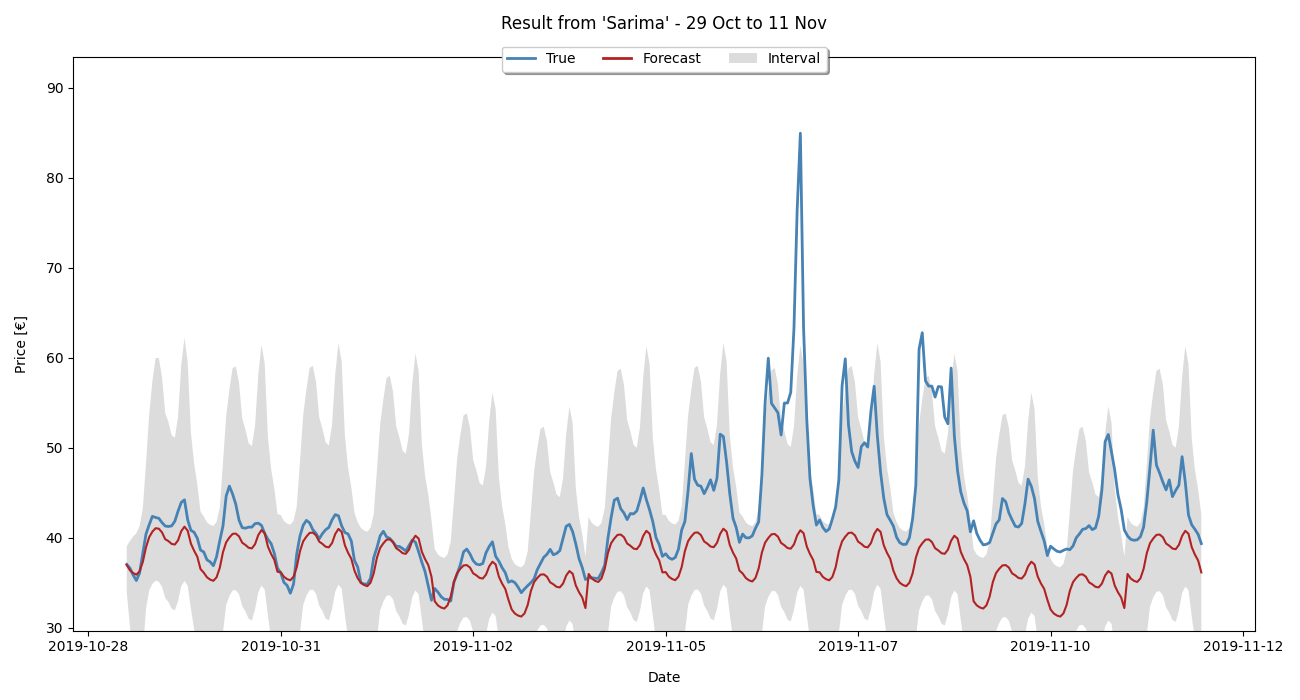 Result from 'Sarima' - 29 Oct to 11 Nov
True Forecast Interval
90
80
70
60
50
40
30
Price [€]
2019-10-28 2019-10-31 2019-11-02 2019-11-05 2019-11-07 2019-11-10 2019-11-12
Date